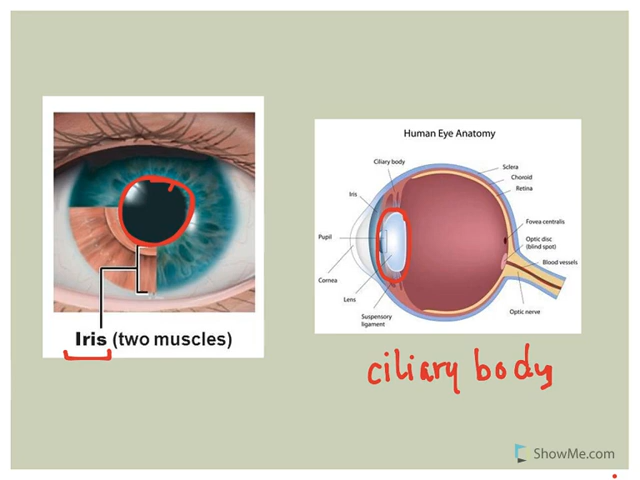 Iris (two muscles)
Human Eye Anatomy
Ciliary body
Sclera
Choroid
Retina
Iris
Pupil
Cornea
Lens
Suspensory
ligament
Fovea centralis
Optic disc
(blind spot)
Blood vessels
Optic nerve
ciliary body
ShowMe.com